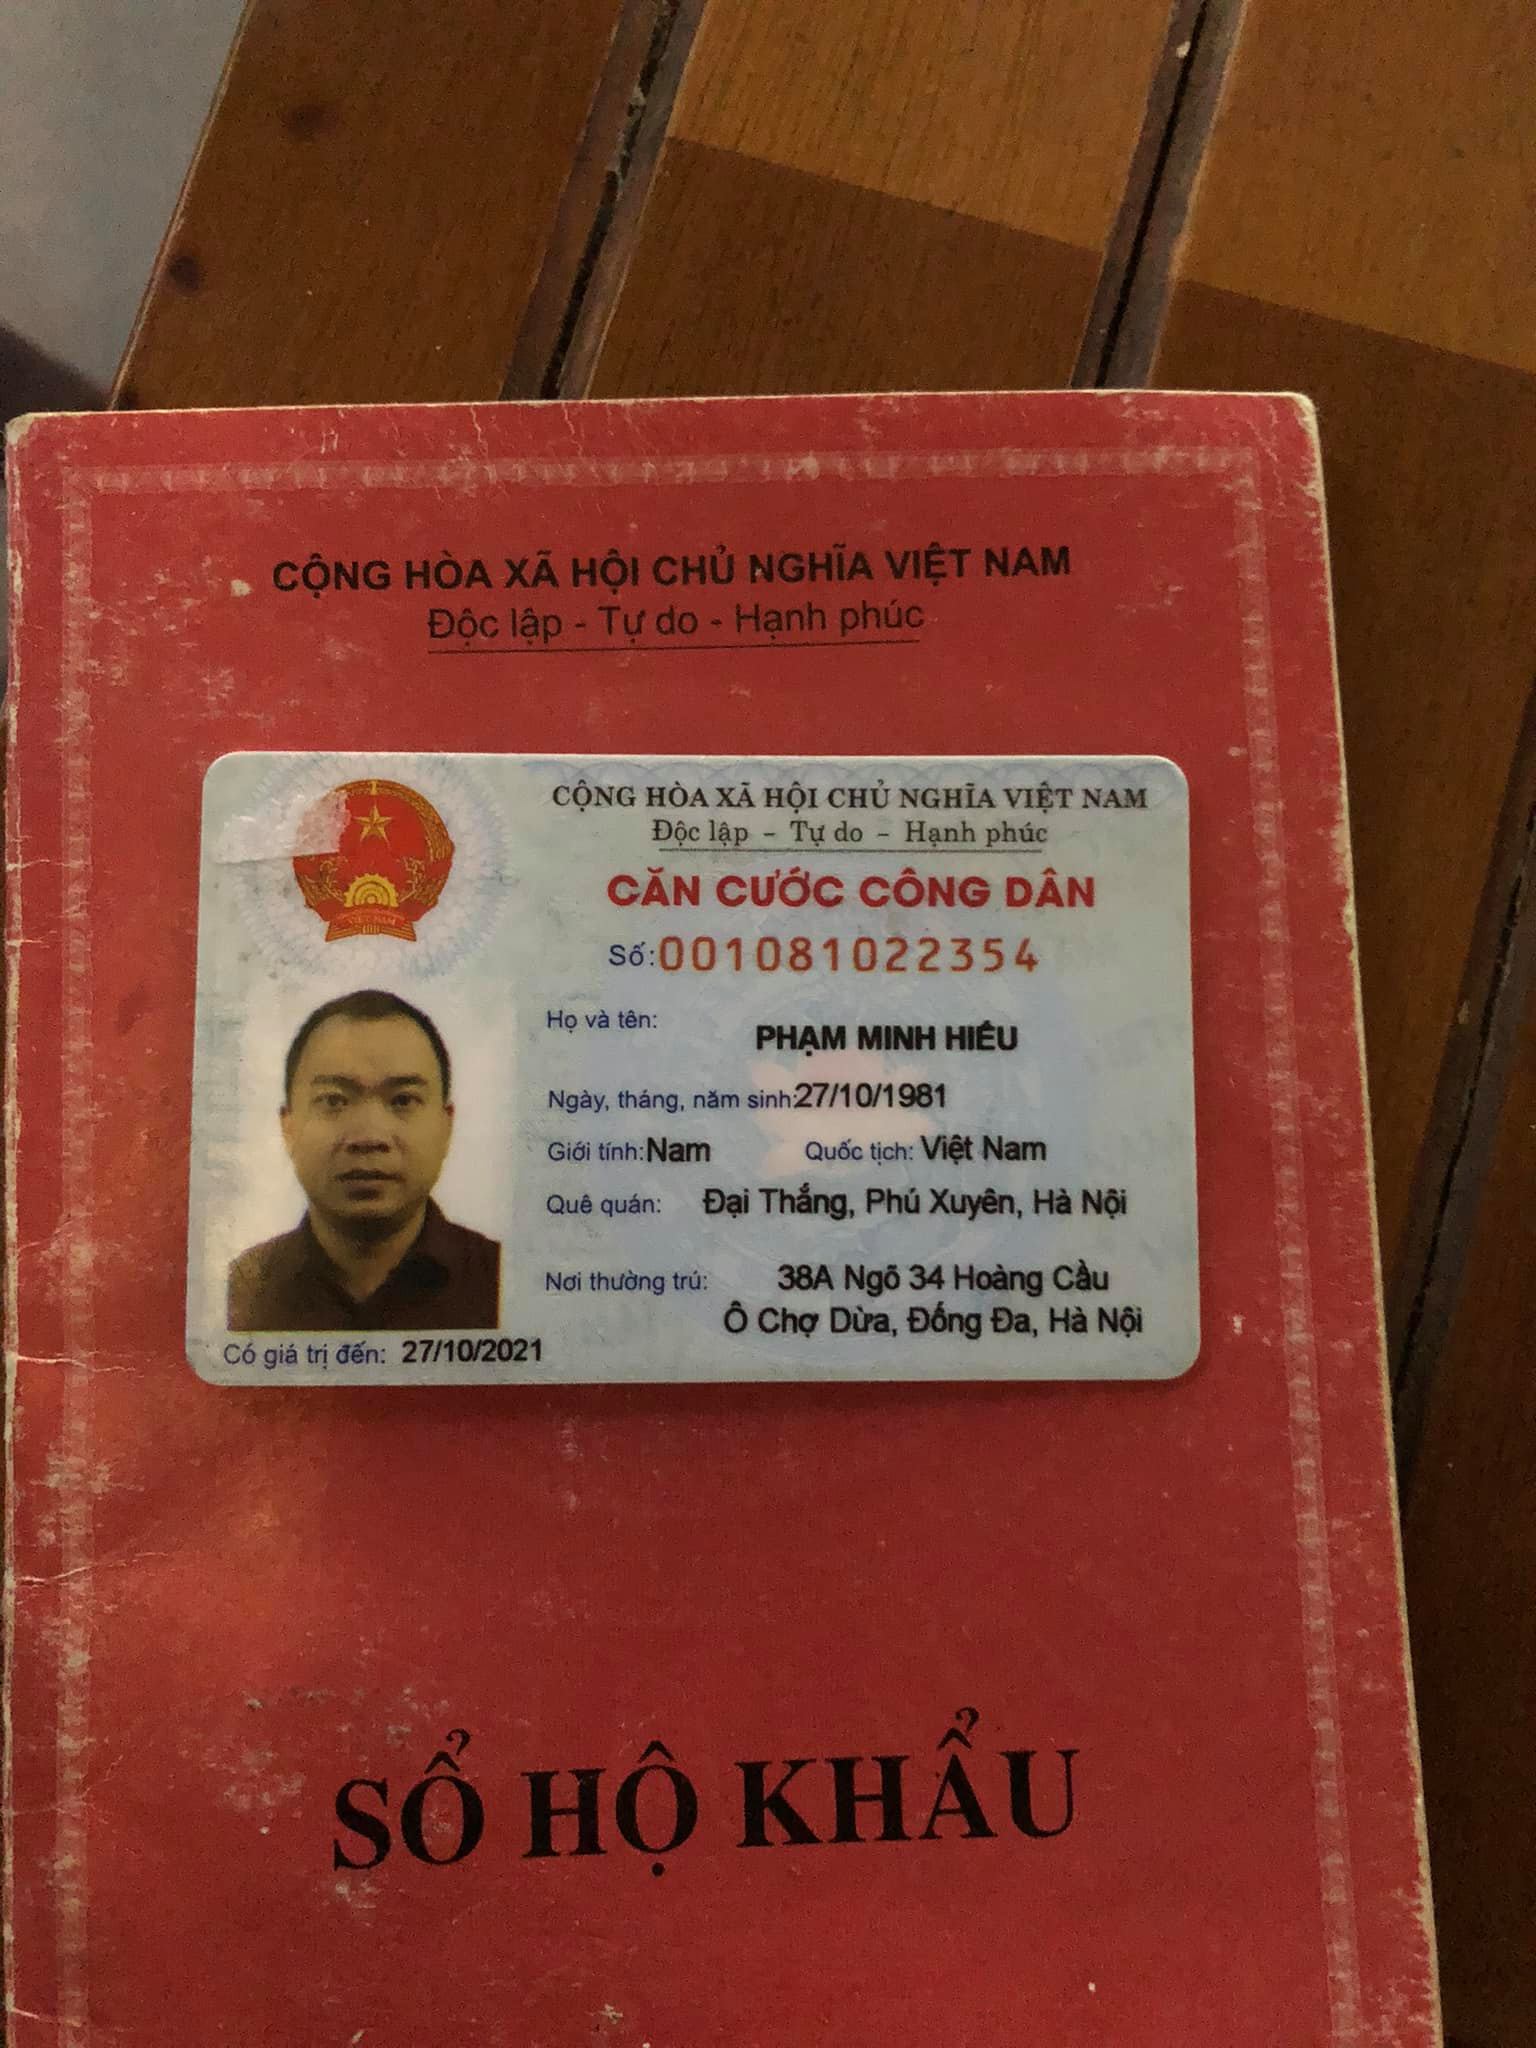 CỘNG HÒA XÃ HỘI CHỦ NGHĨA VIỆT NAM
Độc lập - Tự do - Hạnh phúc
CỘNG HÒA XÃ HỘI CHỦ NGHĨA VIỆT NAM
Độc lập - Tự do - Hạnh phúc
CĂN CƯỚC CÔNG DÂN
Số: 001081022354
Họ và tên: PHẠM MINH HIẾU
Ngày, tháng, năm sinh: 27/10/1981
Giới tính: Nam Quốc tịch: Việt Nam
Quê quán: Đại Thắng, Phú Xuyên, Hà Nội
Nơi thường trú: 38A Ngõ 34 Hoàng Cầu
Ô Chợ Dừa, Đống Đa, Hà Nội
Có giá trị đến: 27/10/2021
VIỆT NAM
SỔ HỘ KHẨU